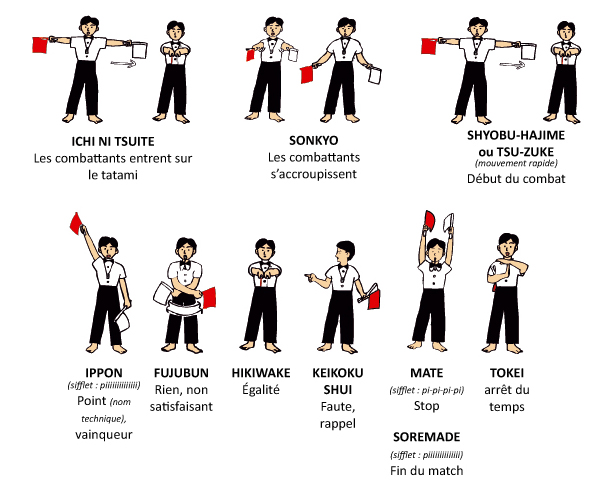 ICHI NI TSUITE
Les combattants entrent sur
le tatami
SONKYO
Les combattants
s'accroupissent
SHYOBU-HAJIME
ou TSU-ZUKE
(mouvement rapide)
Début du combat
IPPON
(sifflet : piiiiiiiiiiiiii)
Point (nom
technique),
vainqueur
FUJUBUN
Rien, non
satisfaisant
HIKIWAKE
Égalité
KEIKOKU
SHUI
Faute,
rappel
MATE
(sifflet : pi-pi-pi-pi)
Stop
SOREMADE
(sifflet : piiiiiiiiiiiiii)
Fin du match
TOKEI
arrêt du
temps